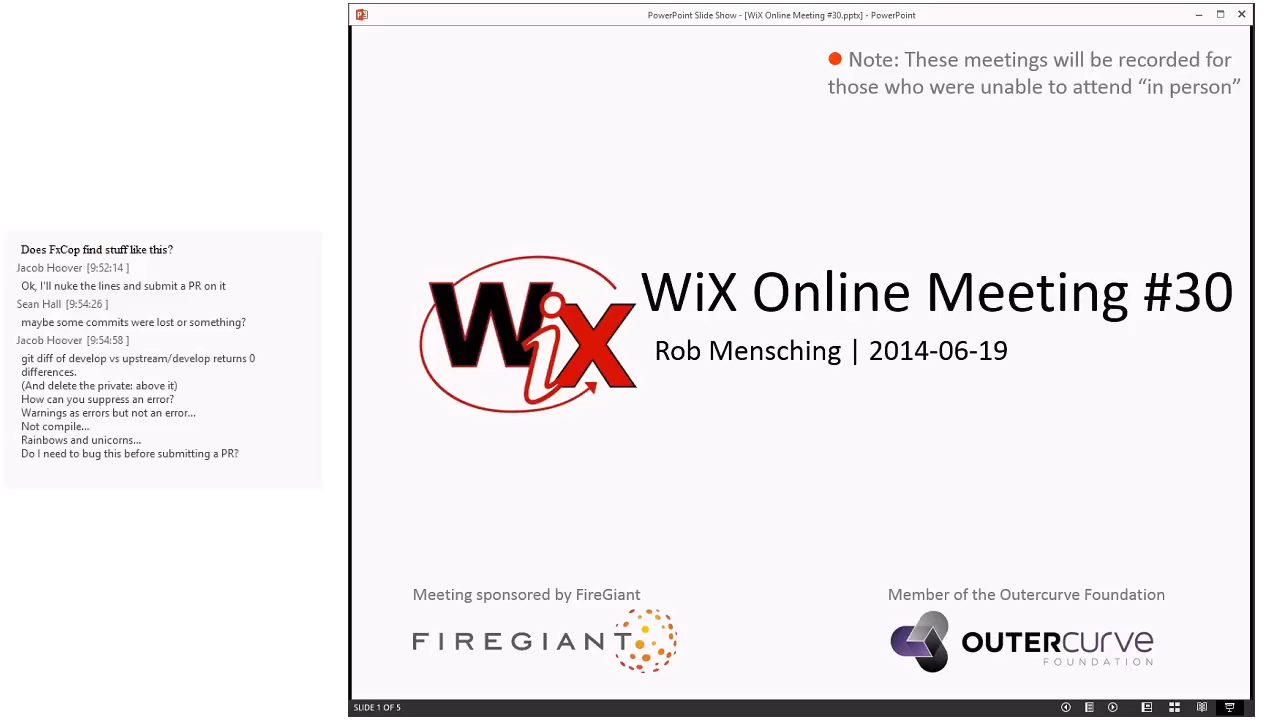 Does FxCop find stuff like this?
Jacob Hoover [9:52:14 ]
Ok, I'll nuke the lines and submit a PR on it
Sean Hall [9:54:26 ]
maybe some commits were lost or something?
Jacob Hoover [9:54:58 ]
git diff of develop vs upstream/develop returns 0
differences.
(And delete the private: above it)
How can you suppress an error?
Warnings as errors but not an error...
Not compile...
Rainbows and unicorns...
Do I need to bug this before submitting a PR?
PowerPoint Slide Show - [WiX Online Meeting #30.pptx] - PowerPoint
Note: These meetings will be recorded for
those who were unable to attend “in person”
WiX
WiX Online Meeting #30
Rob Mensching | 2014-06-19
Meeting sponsored by FireGiant
FIREGIANT
Member of the Outercurve Foundation
OUTERCURVE
FOUNDATION
SLIDE 1 OF 5